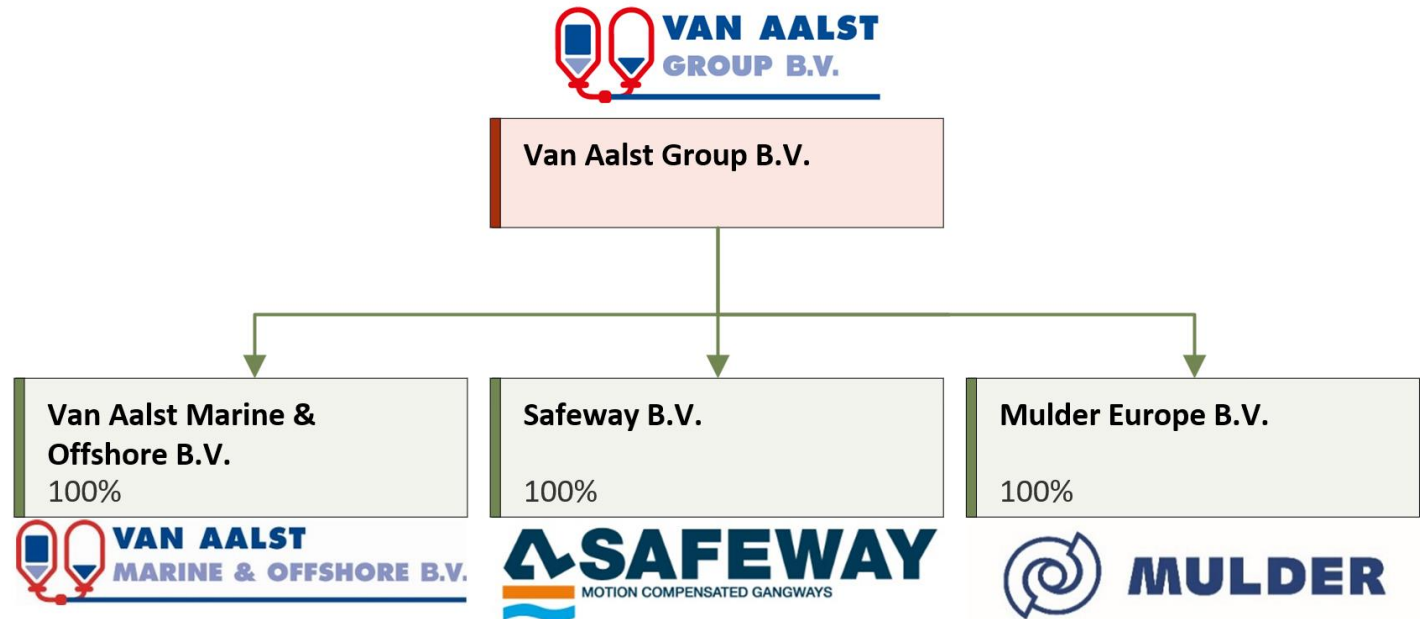 VAN AALST
GROUP B.V.
Van Aalst Group B.V.
Van Aalst Marine &
Offshore B.V.
100%
Safeway B.V.
100%
Mulder Europe B.V.
100%
VAN AALST
MARINE & OFFSHORE B.V.
SAFEWAY
MOTION COMPENSATED GANGWAYS
MULDER